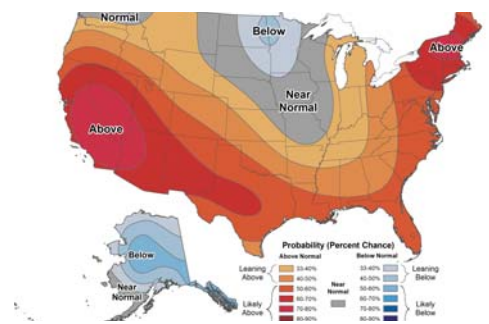 Normal
Below
Above
Near
Normal
Above
Below
Near
Normal
Probability (Percent Chance)
Above Normal
Below Normal
Leaning
Above
33-40%
40-50%
50-60%
Likely
Above
60-70%
70-80%
80-90%
Near
Normal
33-40%
40-50%
50-60%
Leaning
Below
60-70%
70-80%
80-90%
Likely
Below